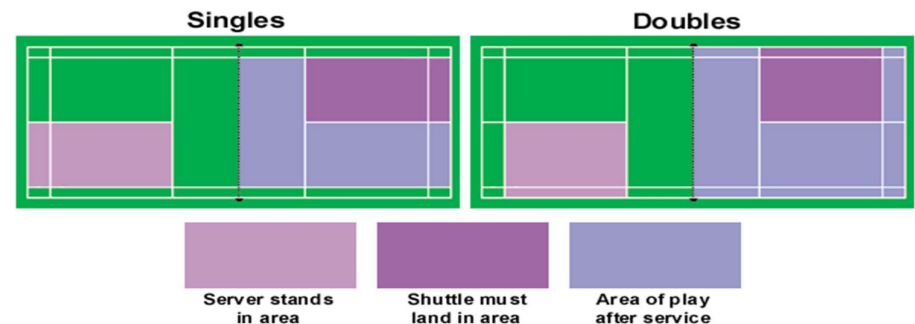 Singles
Doubles
Server stands
in area
Shuttle must
land in area
Area of play
after service